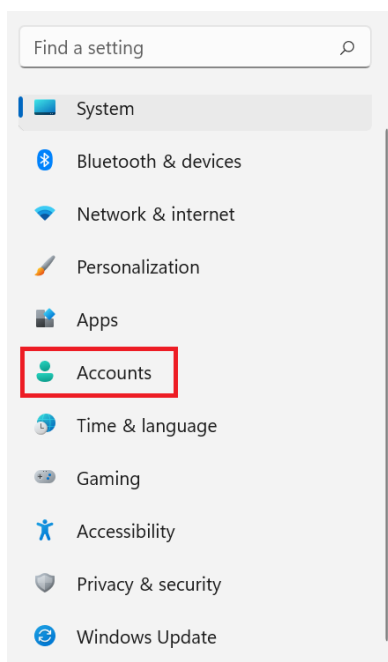 Find a setting
System
Bluetooth & devices
Network & internet
Personalization
Apps
Accounts
Time & language
Gaming
Accessibility
Privacy & security
Windows Update